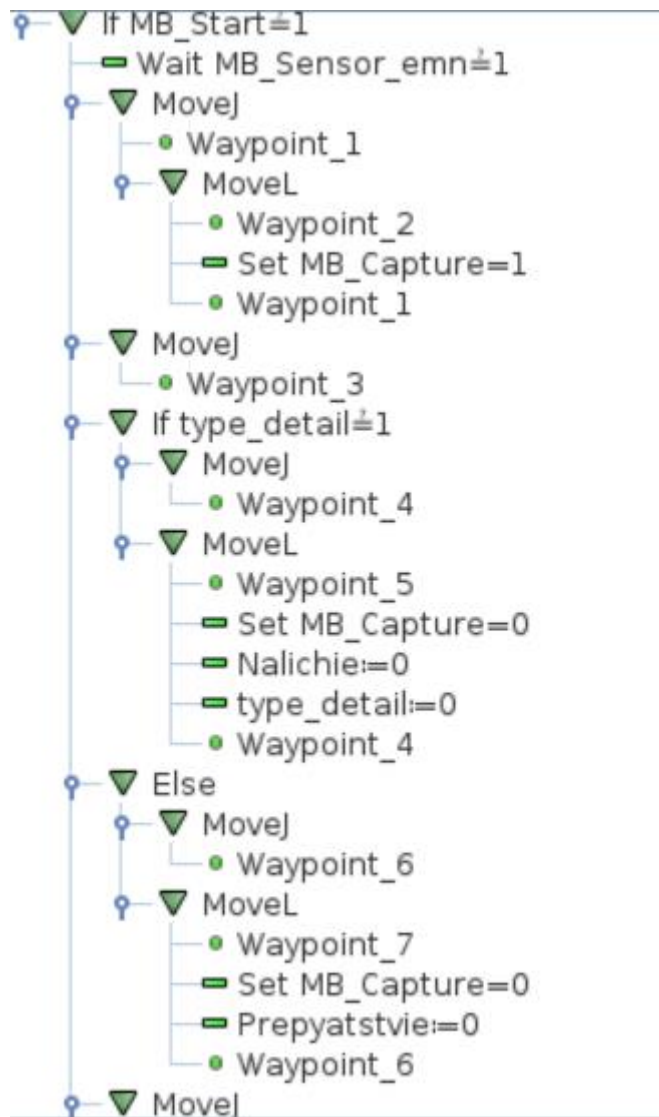 If MB_Start≟1
Wait MB_Sensor_emn≟1
MoveJ
Waypoint_1
MoveL
Waypoint_2
Set MB_Capture=1
Waypoint_1
MoveJ
Waypoint_3
If type_detail≟1
MoveJ
Waypoint_4
MoveL
Waypoint_5
Set MB_Capture=0
Nalichie≔0
type_detail≔0
Waypoint_4
Else
MoveJ
Waypoint_6
MoveL
Waypoint_7
Set MB_Capture=0
Prepyatstvie≔0
Waypoint_6
MoveJ